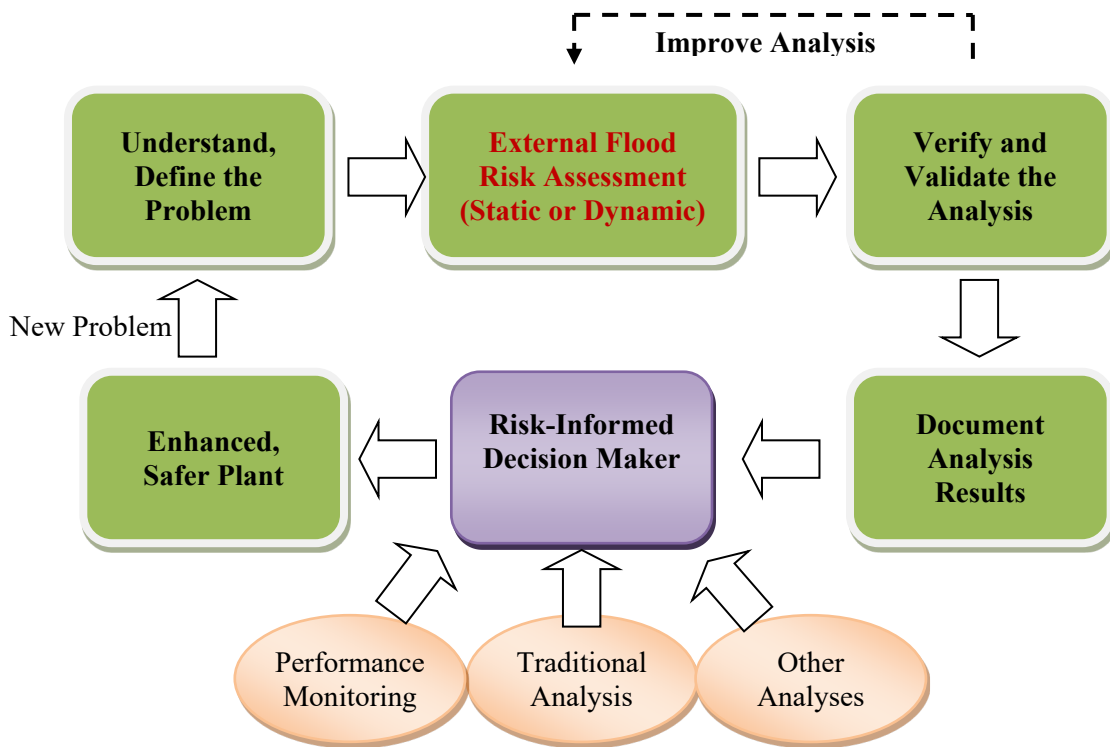 Improve Analysis
Understand,
Define the
Problem
External Flood
Risk Assessment
(Static or Dynamic)
Verify and
Validate the
Analysis
New Problem
Enhanced,
Safer Plant
Risk-Informed
Decision Maker
Document
Analysis
Results
Performance
Monitoring
Traditional
Analysis
Other
Analyses